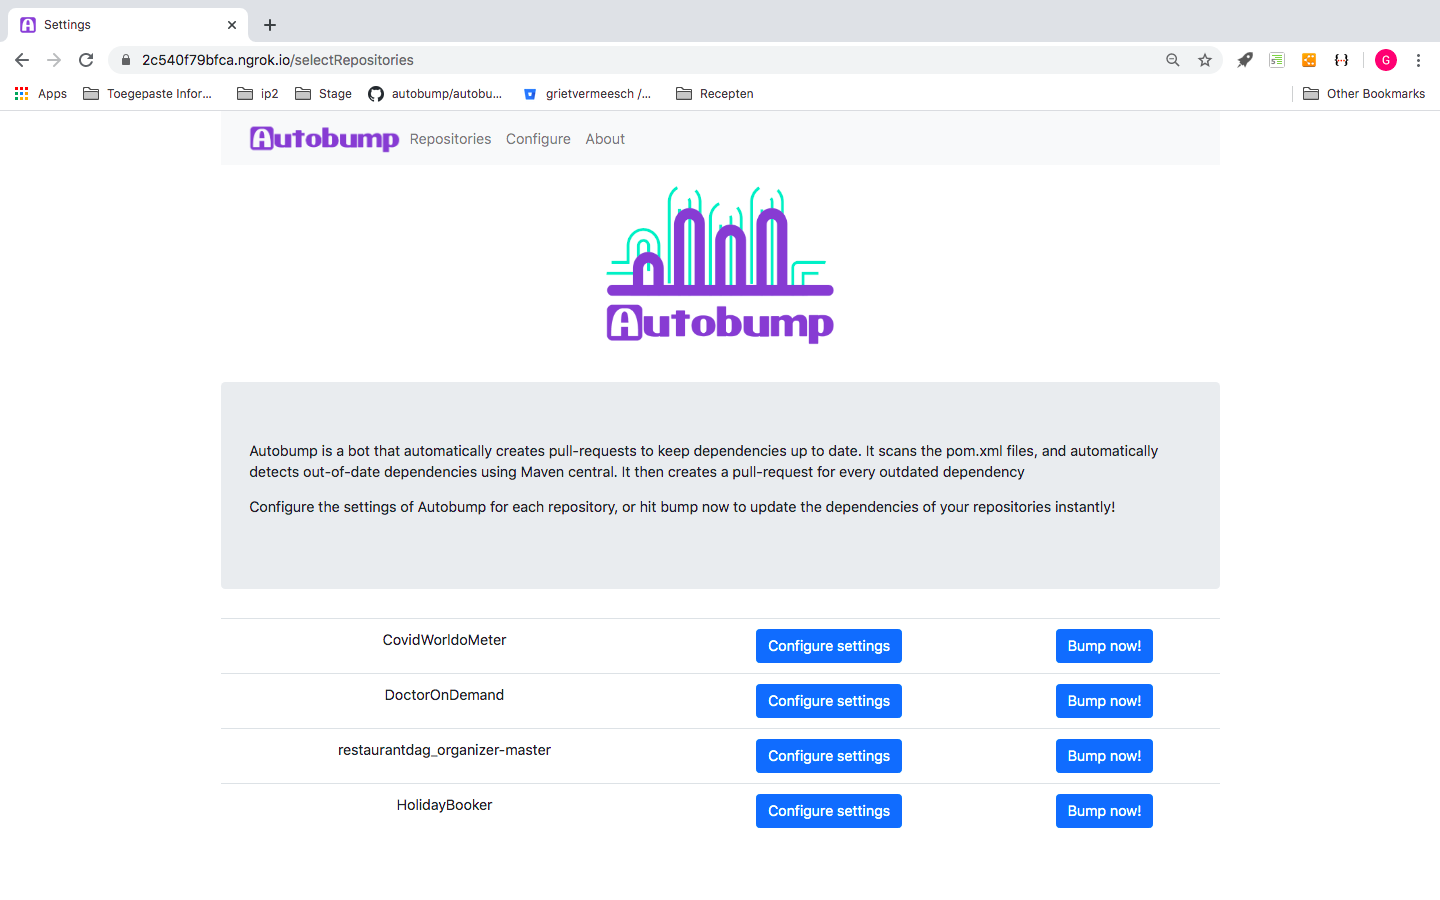 Settings
2c540f79bfca.ngrok.io/selectRepositories
G
Apps
Toegepaste Infor...
ip2
Stage
autobump/autobu...
grietvermeesch /...
Recepten
Other Bookmarks
Autobump Repositories Configure About
Autobump
Autobump is a bot that automatically creates pull-requests to keep dependencies up to date. It scans the pom.xml files, and automatically
detects out-of-date dependencies using Maven central. It then creates a pull-request for every outdated dependency
Configure the settings of Autobump for each repository, or hit bump now to update the dependencies of your repositories instantly!
CovidWorldoMeter Configure settings Bump now!
DoctorOnDemand Configure settings Bump now!
restaurantdag_organizer-master Configure settings Bump now!
HolidayBooker Configure settings Bump now!